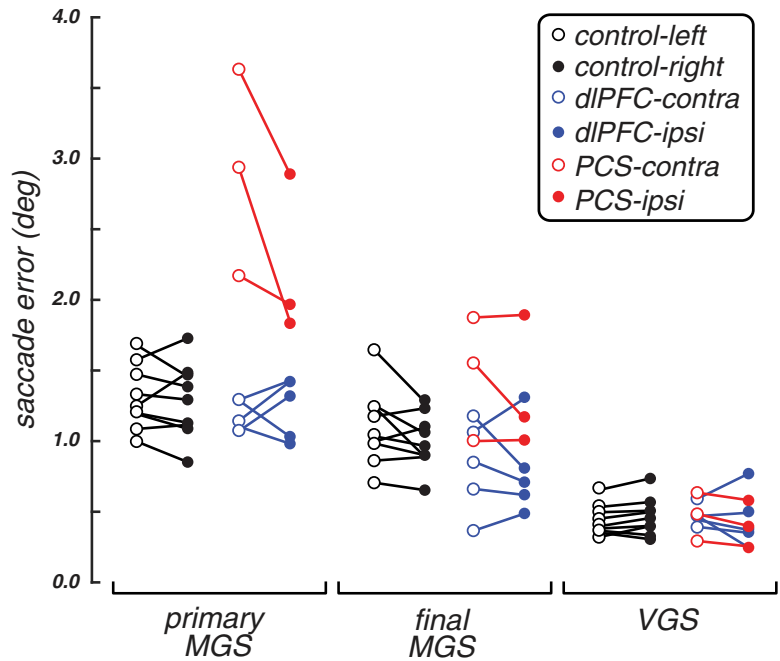 4.0
3.0
2.0
1.0
0.0
saccade error (deg)
control-left
control-right
dlPFC-contra
dlPFC-ipsi
PCS-contra
PCS-ipsi
primary
MGS
final
MGS
VGS